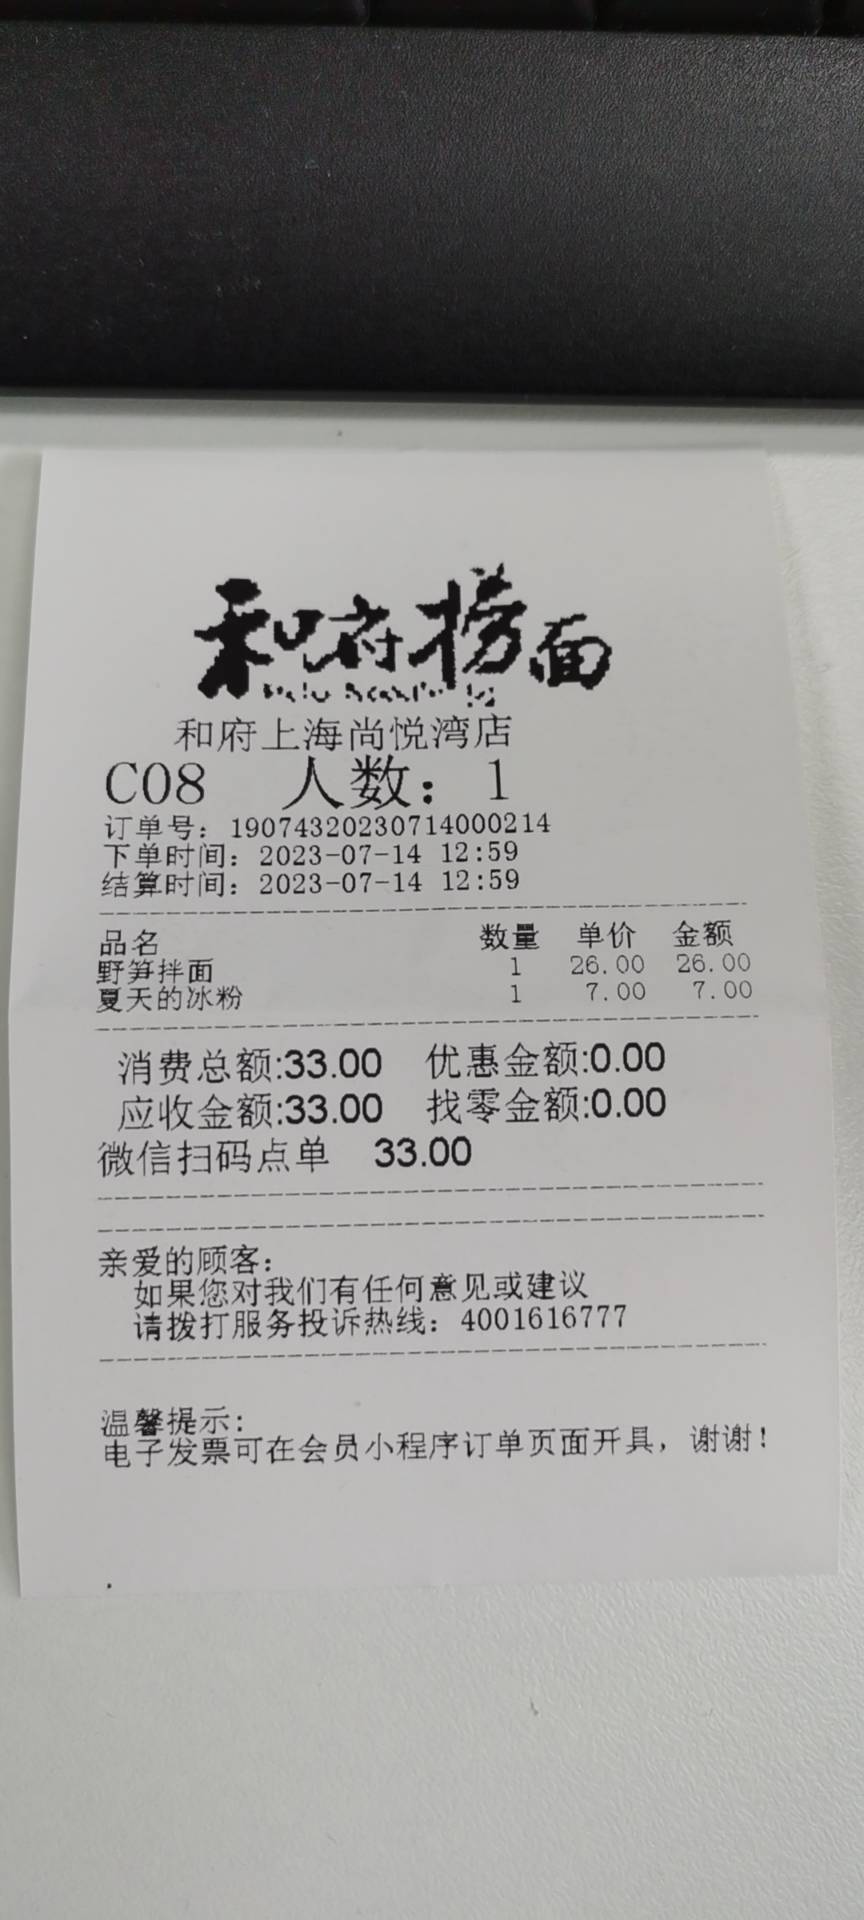 和府捞面
和府上海尚悦湾店
C08 人数：1
订单号：19074320230714000214
下单时间：2023-07-14 12:59
结算时间：2023-07-14 12:59
品名 数量 单价 金额
野笋拌面 1 26.00 26.00
夏天的冰粉 1 7.00 7.00
消费总额:33.00 优惠金额:0.00
应收金额:33.00 找零金额:0.00
微信扫码点单 33.00
亲爱的顾客：
如果您对我们有任何意见或建议
请拨打服务投诉热线：4001616777
温馨提示：
电子发票可在会员小程序订单页面开具，谢谢！